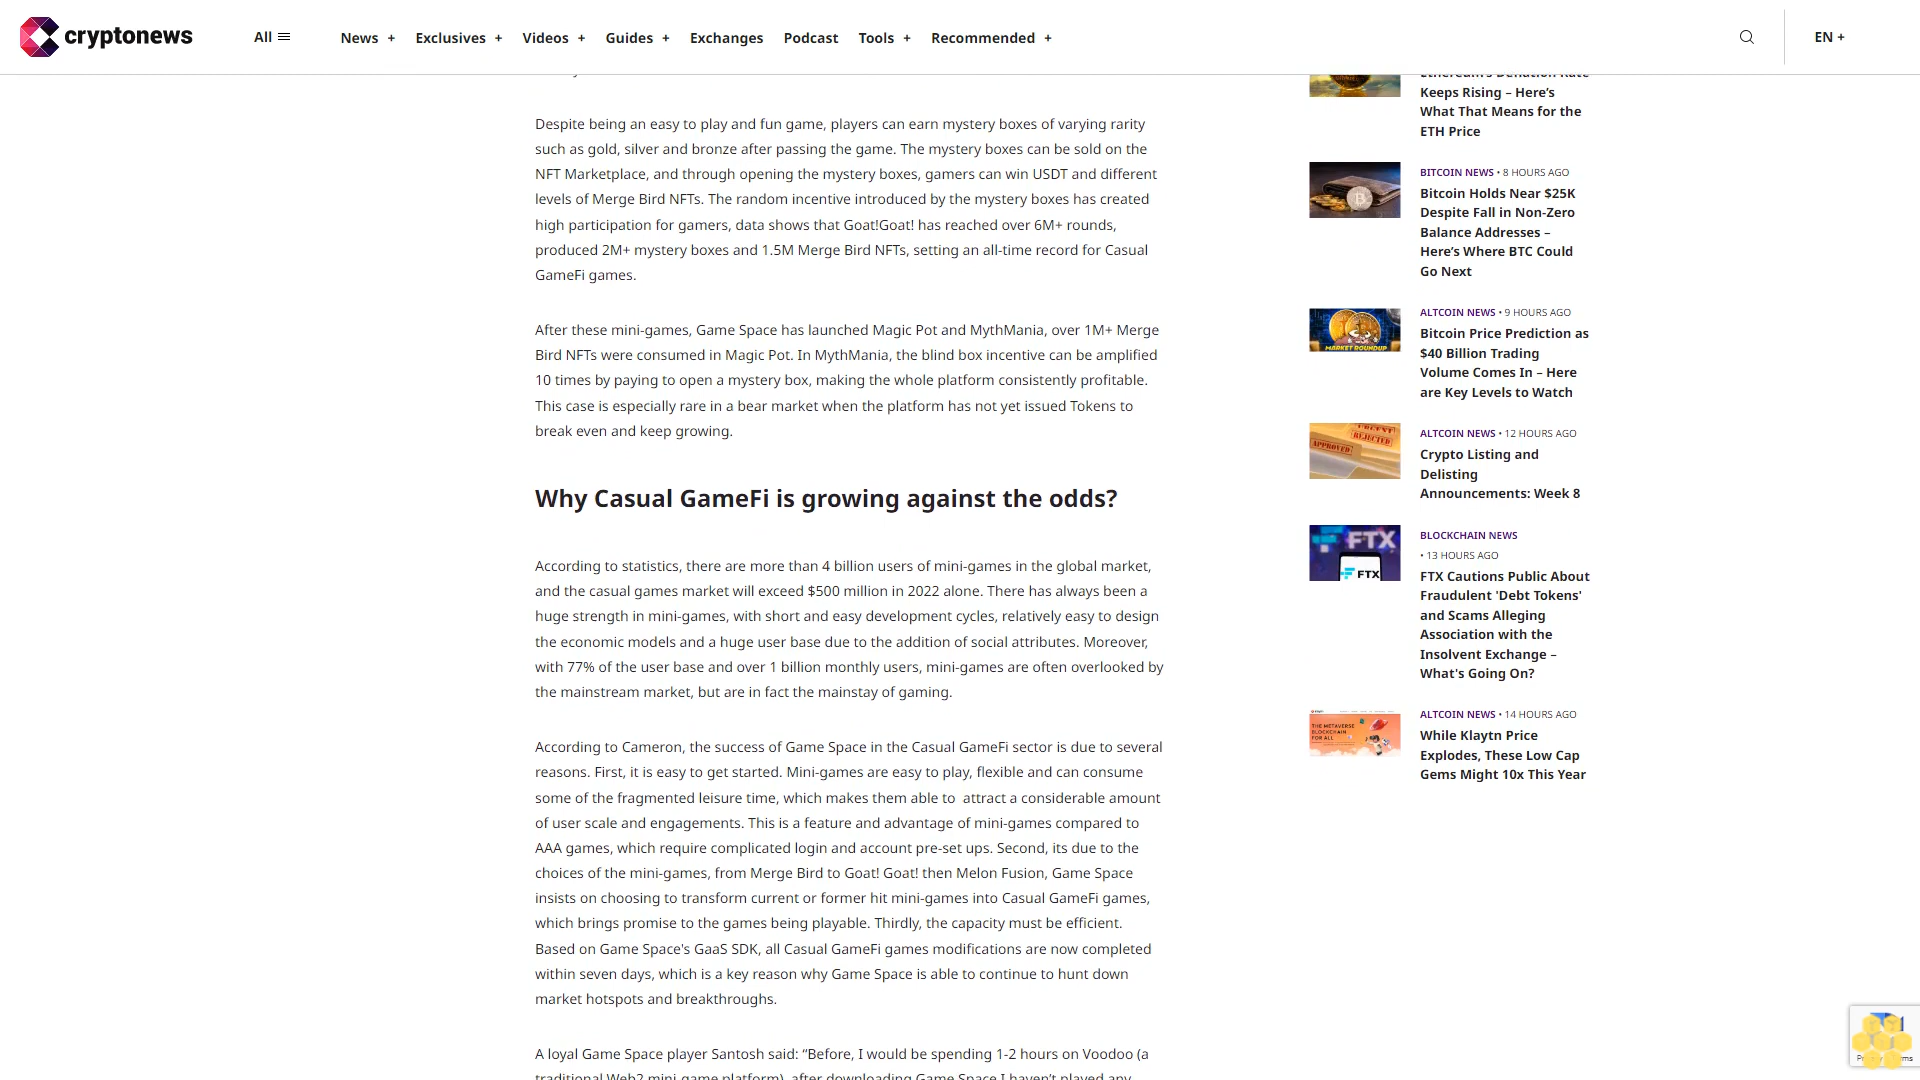 cryptonews
All
News +
Exclusives +
Videos +
Guides +
Exchanges
Podcast
Tools +
Recommended +
EN +
Despite being an easy to play and fun game, players can earn mystery boxes of varying rarity
such as gold, silver and bronze after passing the game. The mystery boxes can be sold on the
NFT Marketplace, and through opening the mystery boxes, gamers can win USDT and different
levels of Merge Bird NFTs. The random incentive introduced by the mystery boxes has created
high participation for gamers, data shows that Goat!Goat! has reached over 6M+ rounds,
produced 2M+ mystery boxes and 1.5M Merge Bird NFTs, setting an all-time record for Casual
GameFi games.
After these mini-games, Game Space has launched Magic Pot and MythMania, over 1M+ Merge
Bird NFTs were consumed in Magic Pot. In MythMania, the blind box incentive can be amplified
10 times by paying to open a mystery box, making the whole platform consistently profitable.
This case is especially rare in a bear market when the platform has not yet issued Tokens to
break even and keep growing.
Why Casual GameFi is growing against the odds?
According to statistics, there are more than 4 billion users of mini-games in the global market,
and the casual games market will exceed $500 million in 2022 alone. There has always been a
huge strength in mini-games, with short and easy development cycles, relatively easy to design
the economic models and a huge user base due to the addition of social attributes. Moreover,
with 77% of the user base and over 1 billion monthly users, mini-games are often overlooked by
the mainstream market, but are in fact the mainstay of gaming.
According to Cameron, the success of Game Space in the Casual GameFi sector is due to several
reasons. First, it is easy to get started. Mini-games are easy to play, flexible and can consume
some of the fragmented leisure time, which makes them able to  attract a considerable amount
of user scale and engagements. This is a feature and advantage of mini-games compared to
AAA games, which require complicated login and account pre-set ups. Second, its due to the
choices of the mini-games, from Merge Bird to Goat! Goat! then Melon Fusion, Game Space
insists on choosing to transform current or former hit mini-games into Casual GameFi games,
which brings promise to the games being playable. Thirdly, the capacity must be efficient.
Based on Game Space's GaaS SDK, all Casual GameFi games modifications are now completed
within seven days, which is a key reason why Game Space is able to continue to hunt down
market hotspots and breakthroughs.
A loyal Game Space player Santosh said: “Before, I would be spending 1-2 hours on Voodoo (a
traditional Web2 mini-game platform), after downloading Game Space I haven’t played any
Ethereum’s Deflation Rate
Keeps Rising – Here’s
What That Means for the
ETH Price
BITCOIN NEWS • 8 HOURS AGO
Bitcoin Holds Near $25K
Despite Fall in Non-Zero
Balance Addresses –
Here’s Where BTC Could
Go Next
MARKET ROUNDUP
ALTCOIN NEWS • 9 HOURS AGO
Bitcoin Price Prediction as
$40 Billion Trading
Volume Comes In – Here
are Key Levels to Watch
URGENT
REJECTED
APPROVED
ALTCOIN NEWS • 12 HOURS AGO
Crypto Listing and
Delisting
Announcements: Week 8
FTX
FTX
BLOCKCHAIN NEWS
• 13 HOURS AGO
FTX Cautions Public About
Fraudulent 'Debt Tokens'
and Scams Alleging
Association with the
Insolvent Exchange –
What's Going On?
THE METAVERSE
BLOCKCHAIN
FOR ALL
ALTCOIN NEWS • 14 HOURS AGO
While Klaytn Price
Explodes, These Low Cap
Gems Might 10x This Year